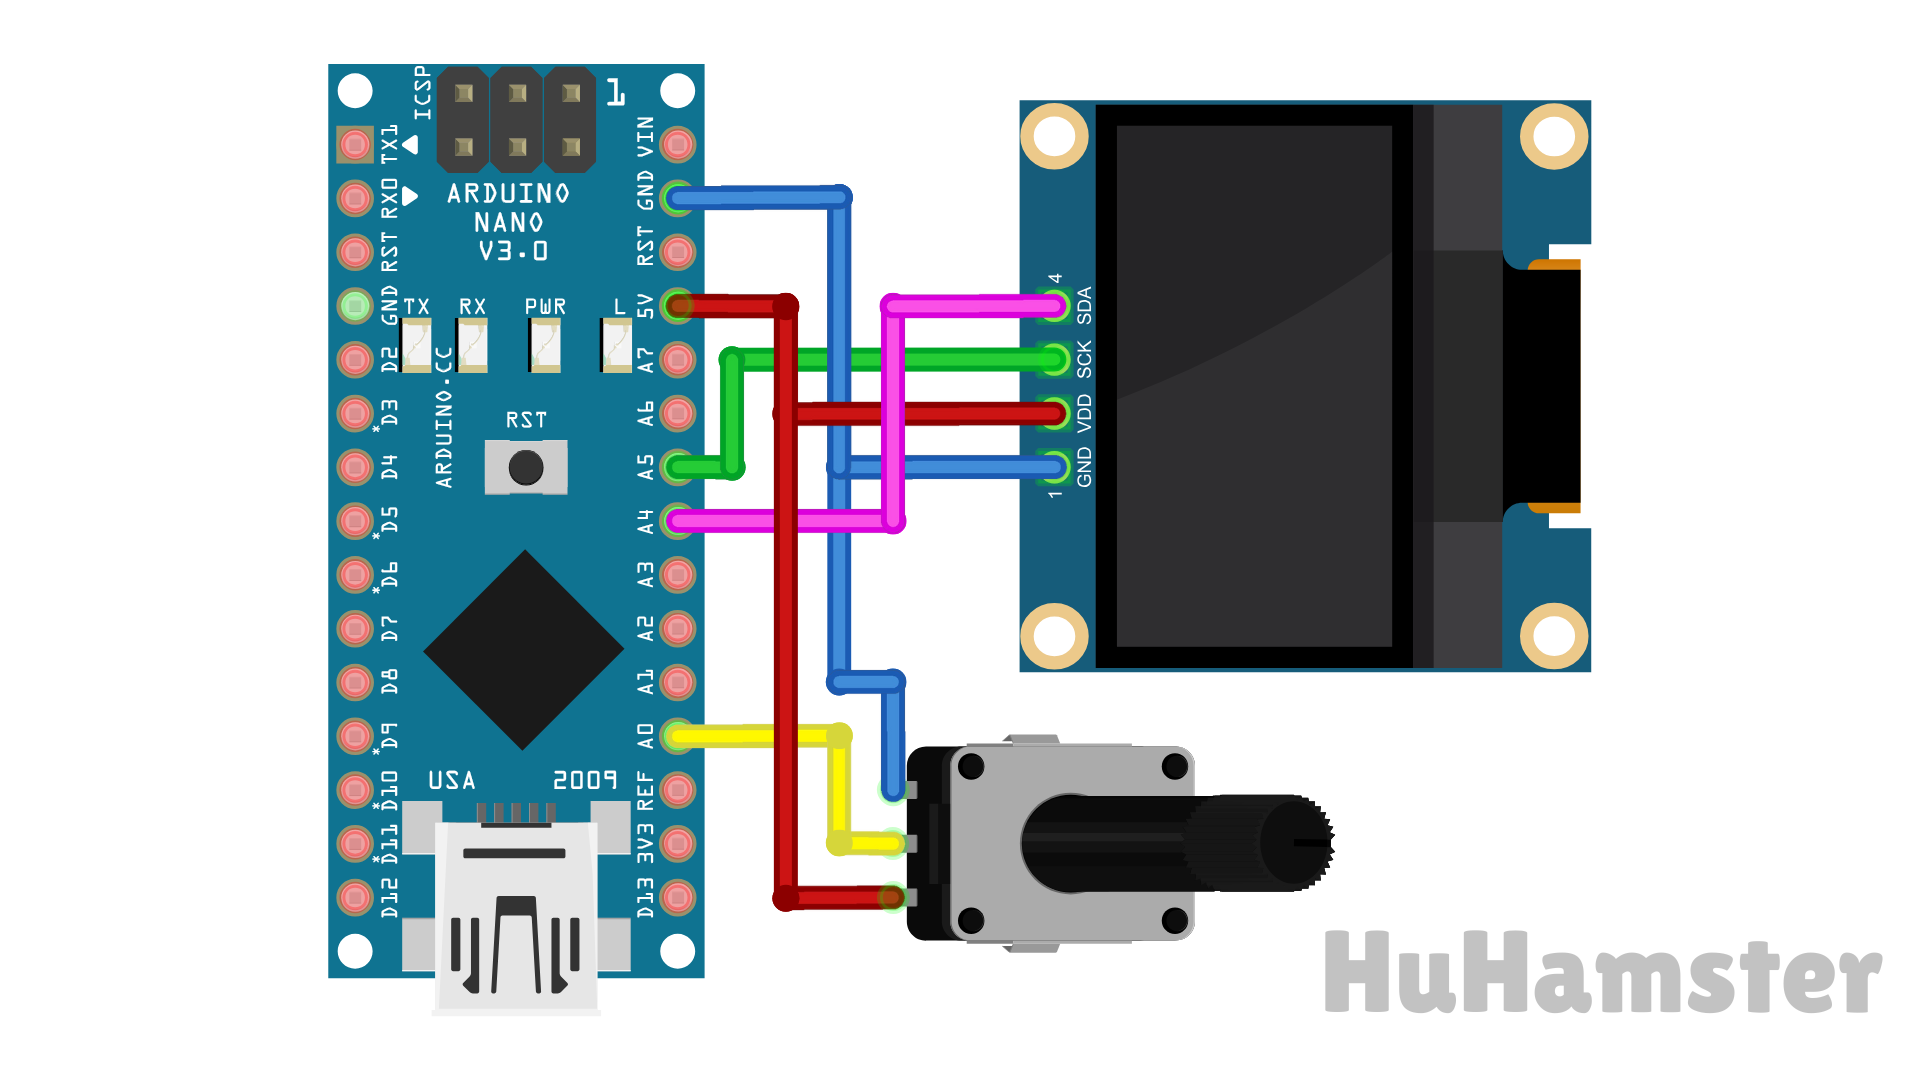 ICSP
1
TX1
RX0
RST
GND
D2
*D3
D4
*D5
*D6
D7
D8
*D9
*D10
*D11
D12
ARDUINO
NANO
V3.0
TX RX PWR L
ARDUINO.CC
RST
USA 2009
VIN
GND
RST
5V
A7
A6
A5
A4
A3
A2
A1
A0
REF
3V3
D13
4
SDA
SCK
VDD
GND
1
HuHamster